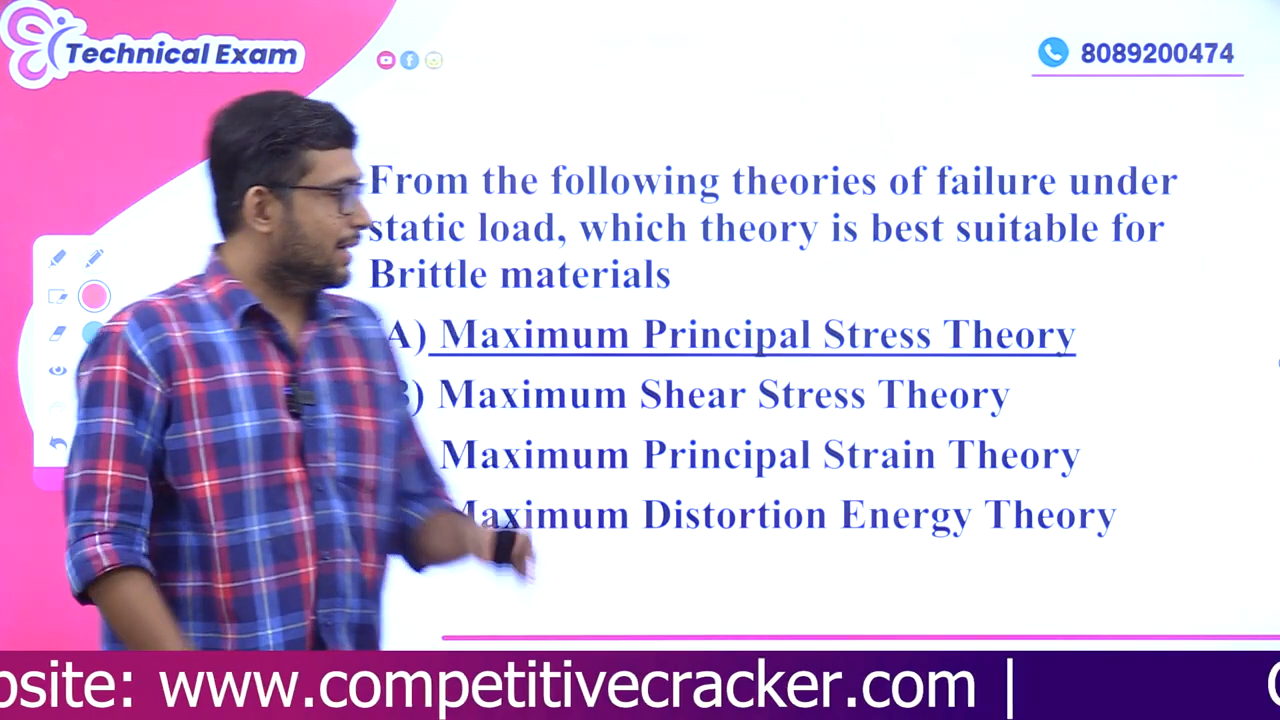 Technical Exam
8089200474
From the following theories of failure under
static load, which theory is best suitable for
Brittle materials
A) Maximum Principal Stress Theory
) Maximum Shear Stress Theory
Maximum Principal Strain Theory
Maximum Distortion Energy Theory
bsite: www.competitivecracker.com |